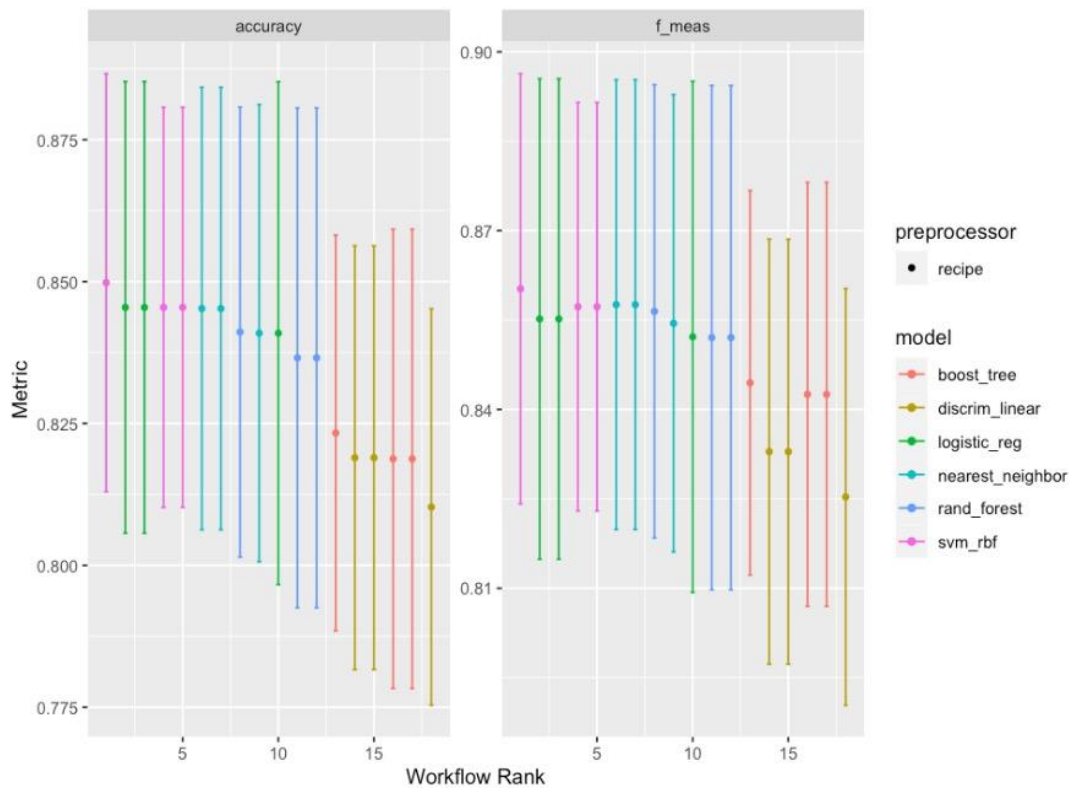 accuracy
f_meas
Metric
0.875
0.850
0.825
0.800
0.775
0.90
0.87
0.84
0.81
5
10
15
5
10
15
Workflow Rank
preprocessor
recipe
model
boost_tree
discrim_linear
logistic_reg
nearest_neighbor
rand_forest
svm_rbf